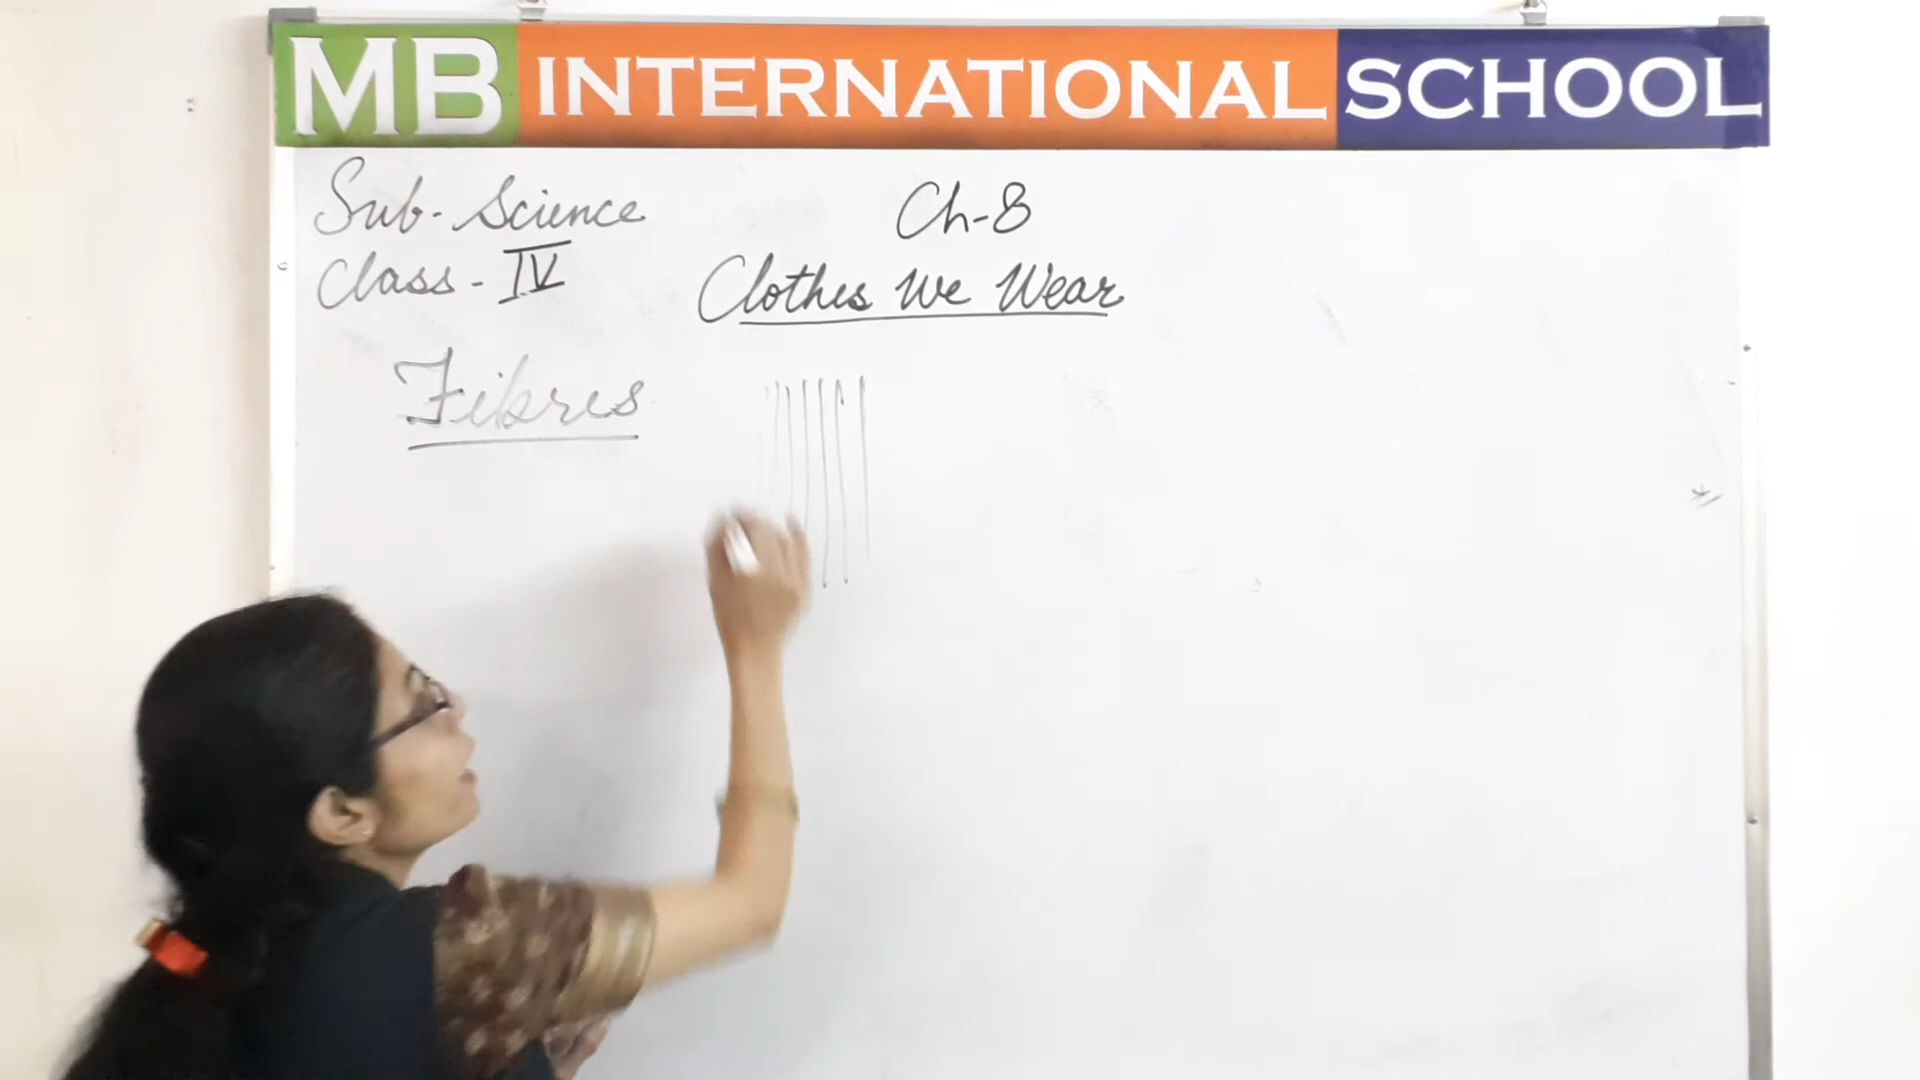 MB INTERNATIONAL SCHOOL
Sub- Science
Ch-8
Class - IV
Clothes We Wear
Fibres